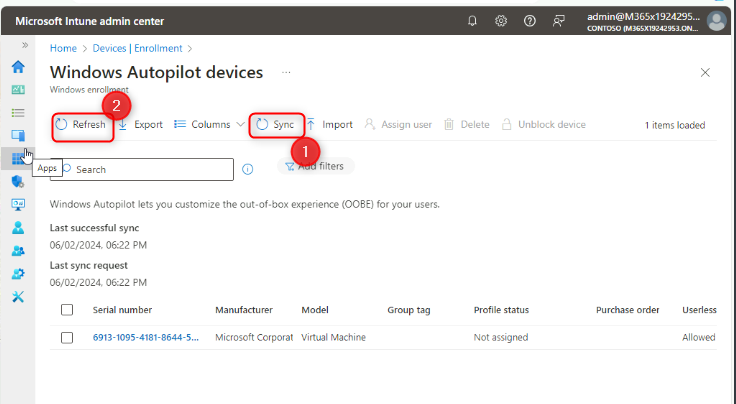 Microsoft Intune admin center
admin@M365x1924295...
CONTOSO (M365X1924953.ON...
Home > Devices | Enrollment >
Windows Autopilot devices ...
Windows enrollment
2
Refresh Export Columns Sync Import Assign user Delete Unblock device 1 items loaded
1
Apps
Search
Add filters
Windows Autopilot lets you customize the out-of-box experience (OOBE) for your users.
Last successful sync
06/02/2024, 06:22 PM
Last sync request
06/02/2024, 06:22 PM
Serial number Manufacturer Model Group tag Profile status Purchase order Userless
6913-1095-4181-8644-5... Microsoft Corporat Virtual Machine Not assigned Allowed